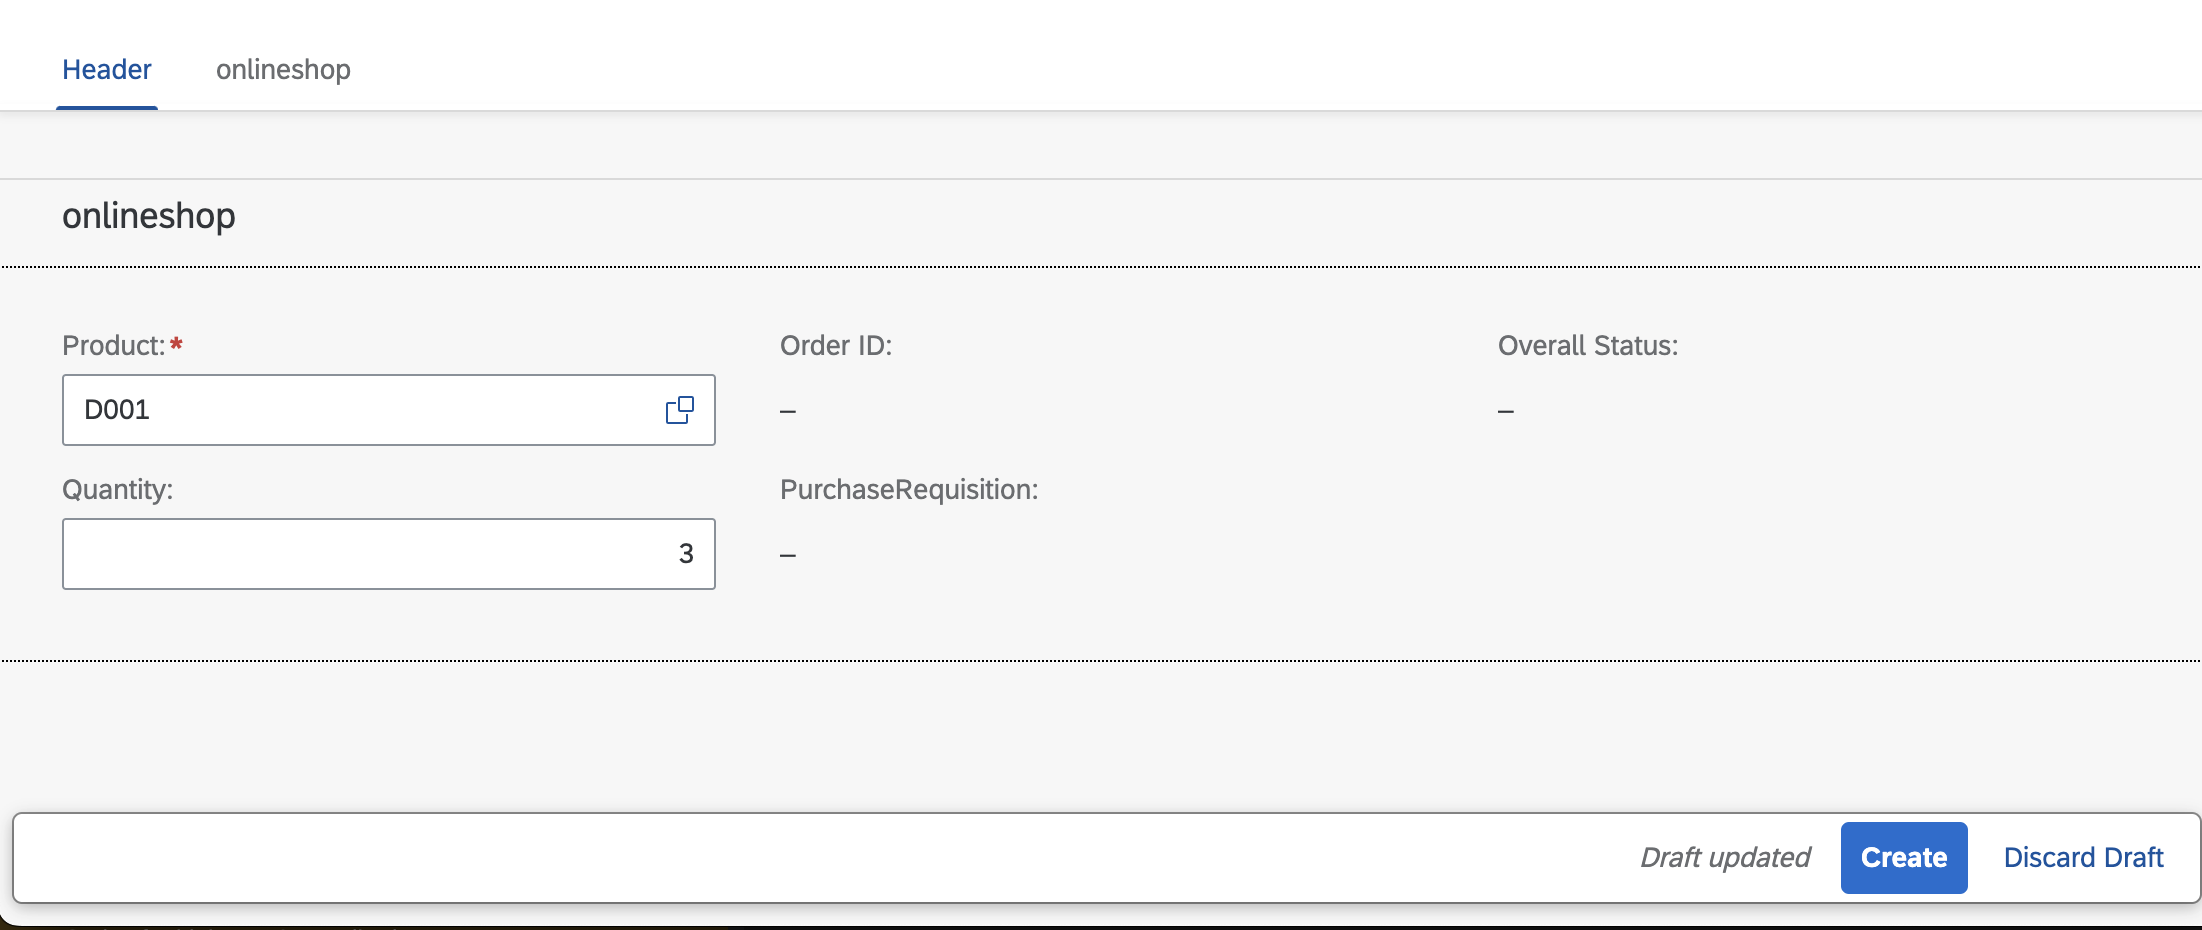 Header onlineshop
onlineshop
Product:* Order ID: Overall Status:
D001 – –
Quantity: PurchaseRequisition:
3 –
Draft updated Create Discard Draft